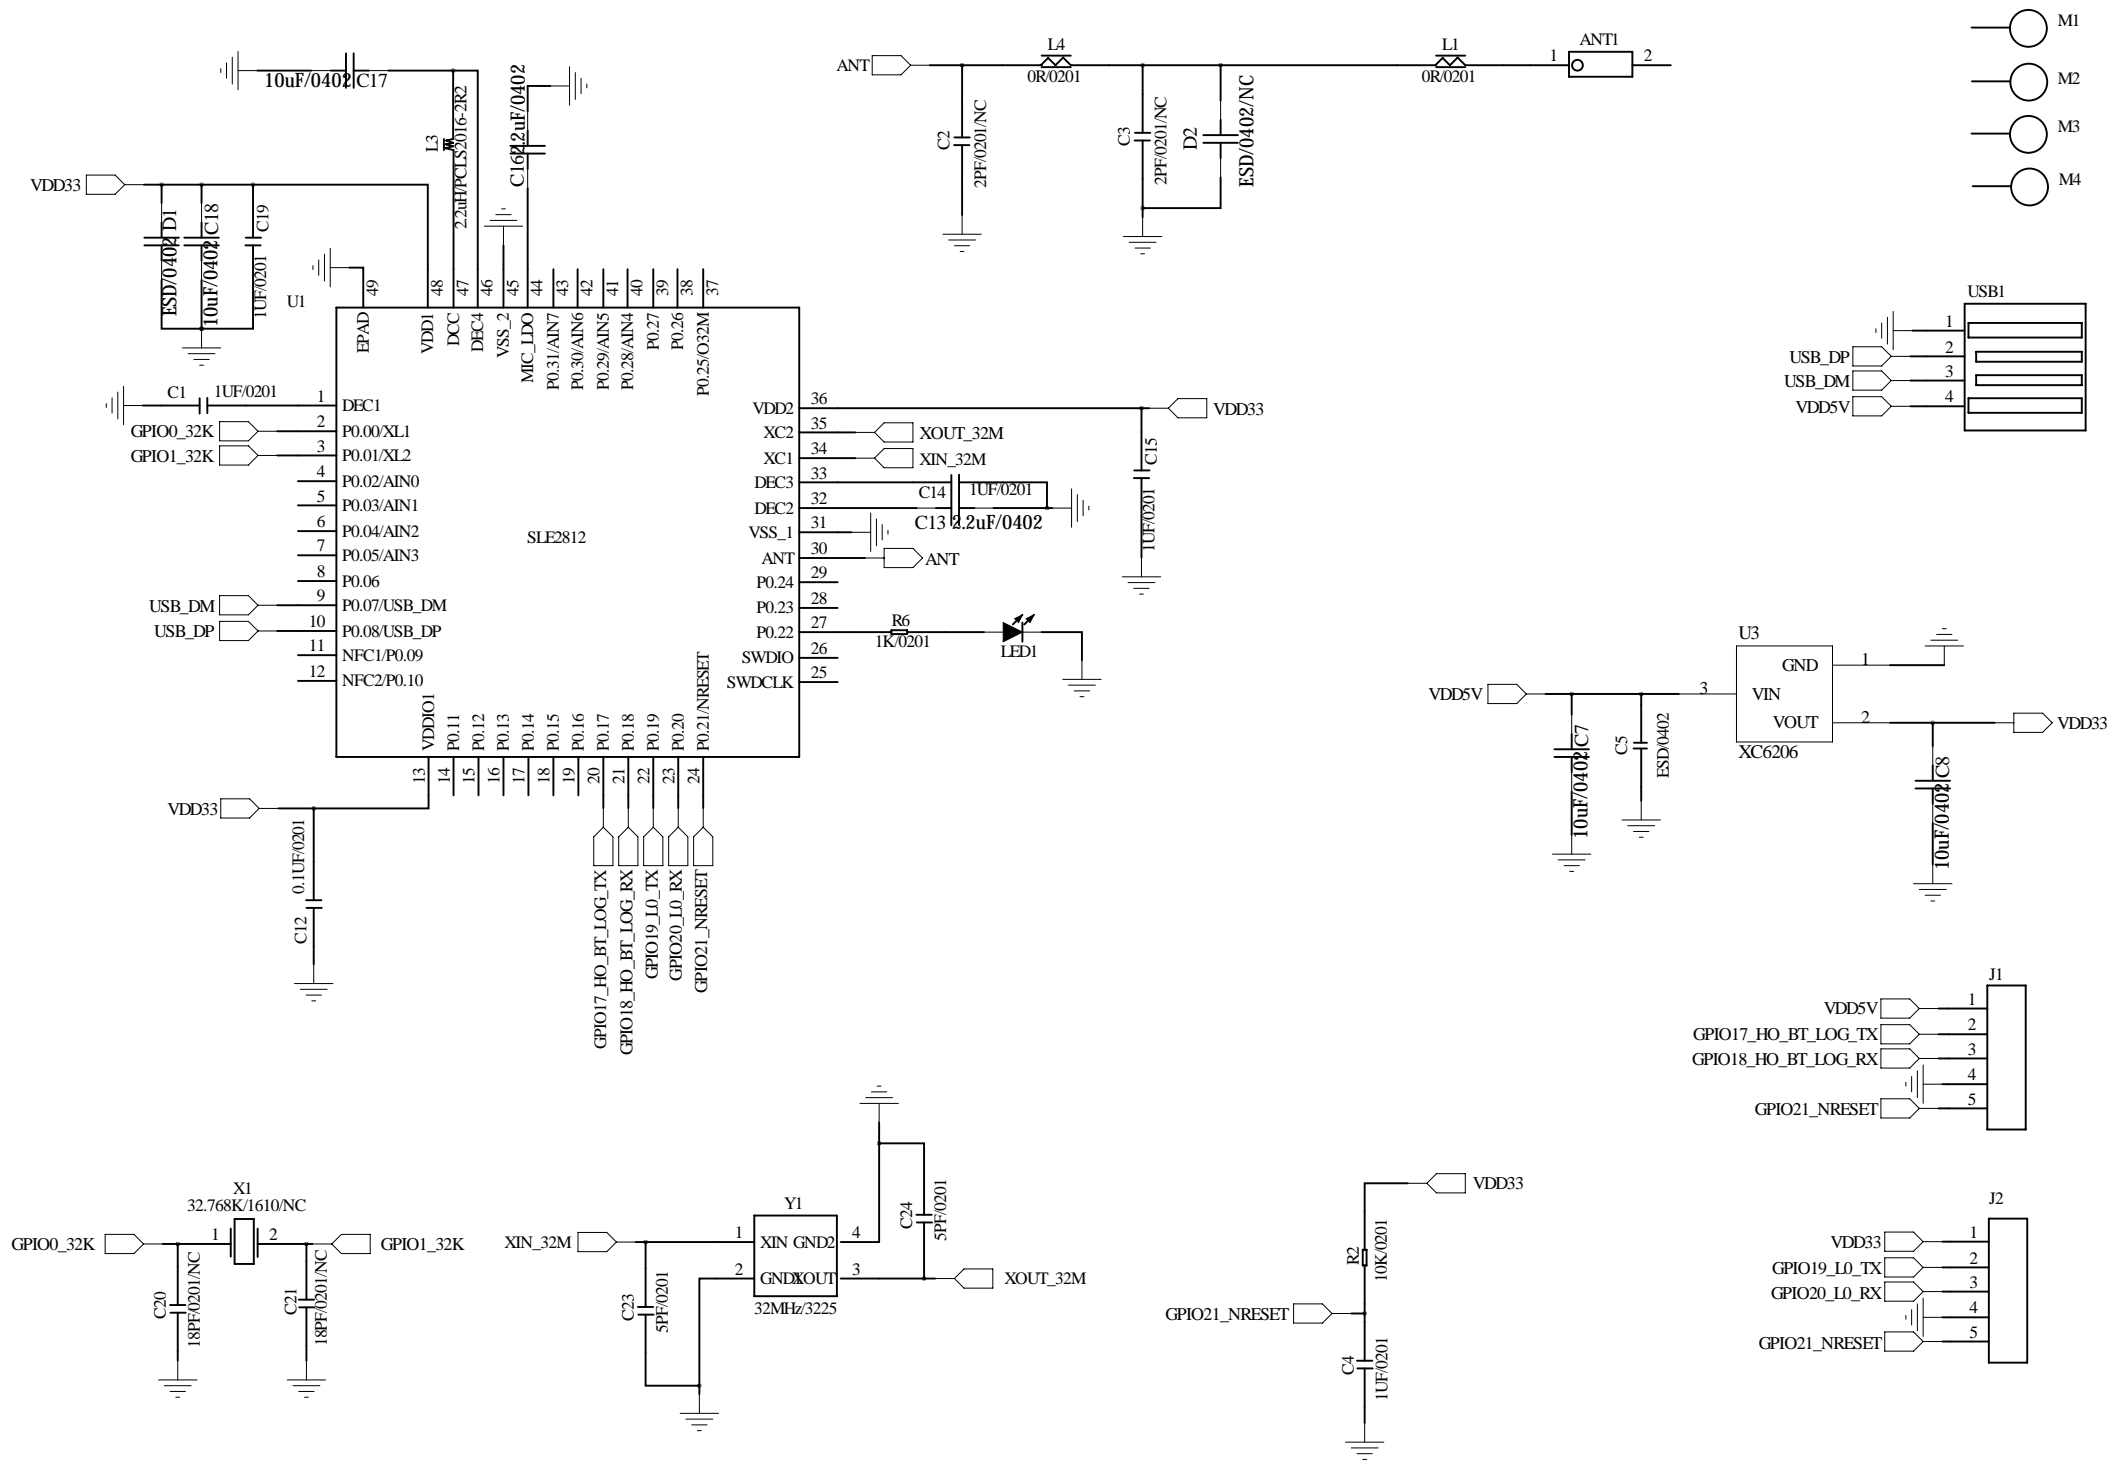 10uF/0402 C17
L3
2.2uH/PCLS2016-2R2
C16 2.2uF/0402
VDD33
ESD/0402 D1
10uF/0402 C18
C19
1UF/0201
ANT
L4
0R/0201
C2
2PF/0201/NC
C3
2PF/0201/NC
D2
ESD/0402/NC
L1
0R/0201
1 ANT1 2
M1
M2
M3
M4
U1
SLE2812
49 EPAD
48 VDD1
47 DCC
46 DEC4
45 VSS_2
44 MIC_LDO
43 P0.31/AIN7
42 P0.30/AIN6
41 P0.29/AIN5
40 P0.28/AIN4
39 P0.27
38 P0.26
37 P0.25/O32M
C1 1UF/0201
1 DEC1
GPIO0_32K 2 P0.00/XL1
GPIO1_32K 3 P0.01/XL2
4 P0.02/AIN0
5 P0.03/AIN1
6 P0.04/AIN2
7 P0.05/AIN3
8 P0.06
USB_DM 9 P0.07/USB_DM
USB_DP 10 P0.08/USB_DP
11 NFC1/P0.09
12 NFC2/P0.10
VDD2 36 VDD33
XC2 35 XOUT_32M
XC1 34 XIN_32M
DEC3 33
C14 1UF/0201
DEC2 32
C13 2.2uF/0402
VSS_1 31
ANT 30 ANT
P0.24 29
P0.23 28
P0.22 27
R6
1K/0201
LED1
SWDIO 26
SWDCLK 25
C15
1UF/0201
VDDIO1 13
P0.11 14
P0.12 15
P0.13 16
P0.14 17
P0.15 18
P0.16 19
P0.17 20 GPIO17_HO_BT_LOG_TX
P0.18 21 GPIO18_HO_BT_LOG_RX
P0.19 22 GPIO19_L0_TX
P0.20 23 GPIO20_L0_RX
P0.21/NRESET 24 GPIO21_NRESET
VDD33
0.1UF/0201
C12
USB1
1
USB_DP 2
USB_DM 3
VDD5V 4
U3
GND 1
VDD5V 3 VIN
VOUT 2 VDD33
XC6206
10uF/0402 C7
C5
ESD/0402
10uF/0402 C8
J1
VDD5V 1
GPIO17_HO_BT_LOG_TX 2
GPIO18_HO_BT_LOG_RX 3
4
GPIO21_NRESET 5
J2
VDD33 1
GPIO19_L0_TX 2
GPIO20_L0_RX 3
4
GPIO21_NRESET 5
X1
32.768K/1610/NC
GPIO0_32K 1 2 GPIO1_32K
C20
18PF/0201/NC
C21
18PF/0201/NC
Y1
XIN_32M 1 XIN GND2 4
2 GND1 XOUT 3 XOUT_32M
32MHz/3225
C23
5PF/0201
C24
5PF/0201
VDD33
R2
10K/0201
GPIO21_NRESET
C4
1UF/0201